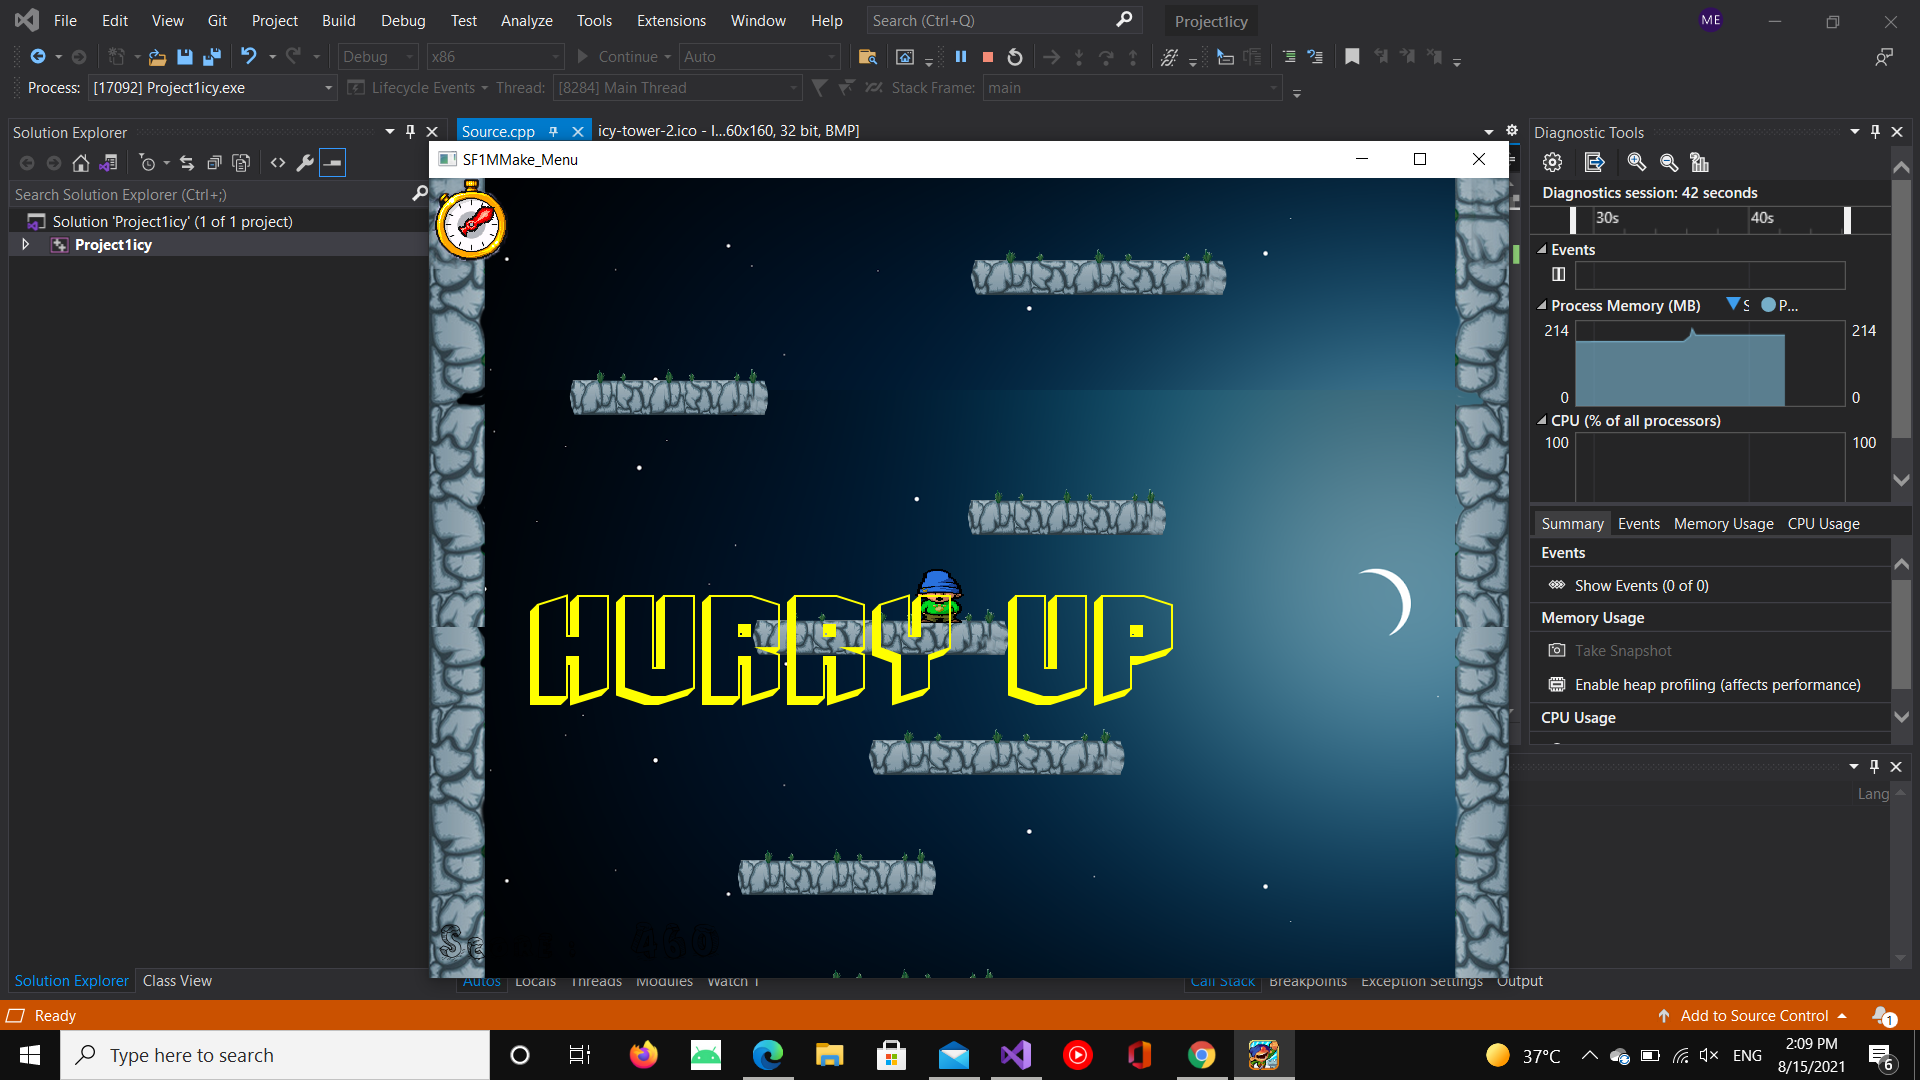 File Edit View Git Project Build Debug Test Analyze Tools Extensions Window Help Search (Ctrl+Q) Project1icy ME
Debug x86 Continue Auto
Process: [17092] Project1icy.exe Lifecycle Events Thread: [8284] Main Thread Stack Frame: main
Solution Explorer
Source.cpp icy-tower-2.ico - I...60x160, 32 bit, BMP]
Diagnostic Tools
SF1MMake_Menu
Search Solution Explorer (Ctrl+;)
Solution 'Project1icy' (1 of 1 project)
Project1icy
Diagnostics session: 42 seconds
30s 40s
Events
Process Memory (MB) S P...
214 214
0 0
CPU (% of all processors)
100 100
Summary Events Memory Usage CPU Usage
Events
Show Events (0 of 0)
Memory Usage
Take Snapshot
Enable heap profiling (affects performance)
CPU Usage
HURRY UP
Lang
460
Solution Explorer Class View
Autos Locals Threads Modules Watch 1
Call Stack Breakpoints Exception Settings Output
Ready
Add to Source Control 1
Type here to search
37°C ENG
2:09 PM
8/15/2021
6